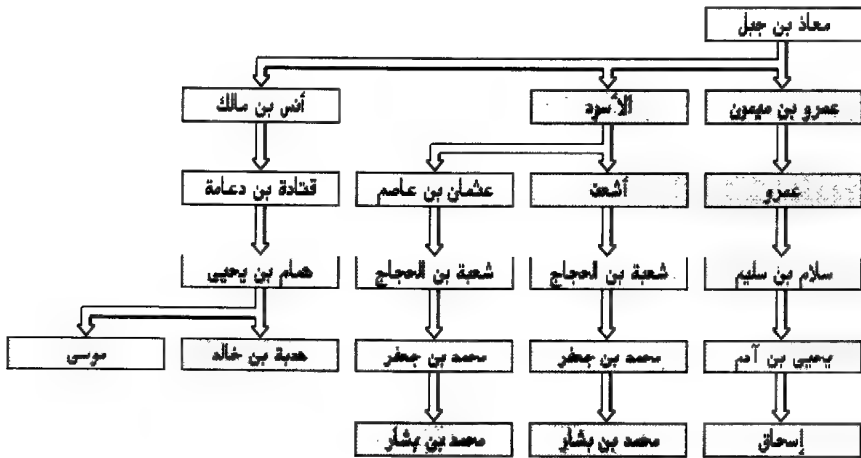 معاذ بن جبل
عمرو بن ميمون
الأسود
أنس بن مالك
عمرو
أشعث
عثمان بن عاصم
قتادة بن دعامة
سلام بن سليم
شعبة بن الحجاج
شعبة بن الحجاج
همام بن يحيى
يحيى بن آدم
محمد بن جعفر
محمد بن جعفر
هدبة بن خالد
موسى
إسحاق
محمد بن بشار
محمد بن بشار